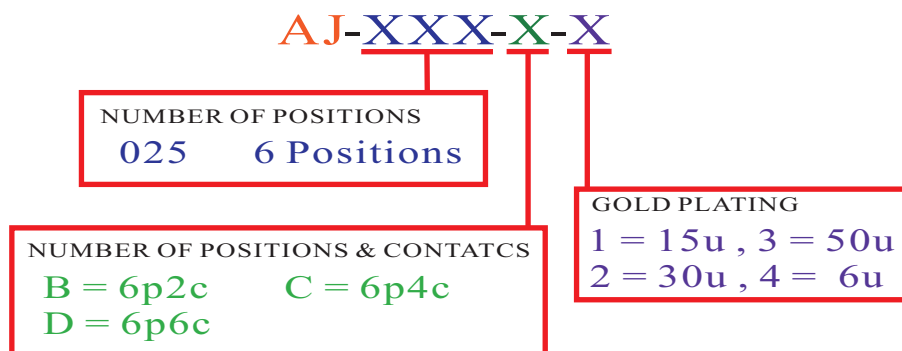 AJ-XXX-X-X
NUMBER OF POSITIONS
025 6 Positions
GOLD PLATING
1 = 15u , 3 = 50u
2 = 30u , 4 = 6u
NUMBER OF POSITIONS & CONTATCS
B = 6p2c C = 6p4c
D = 6p6c